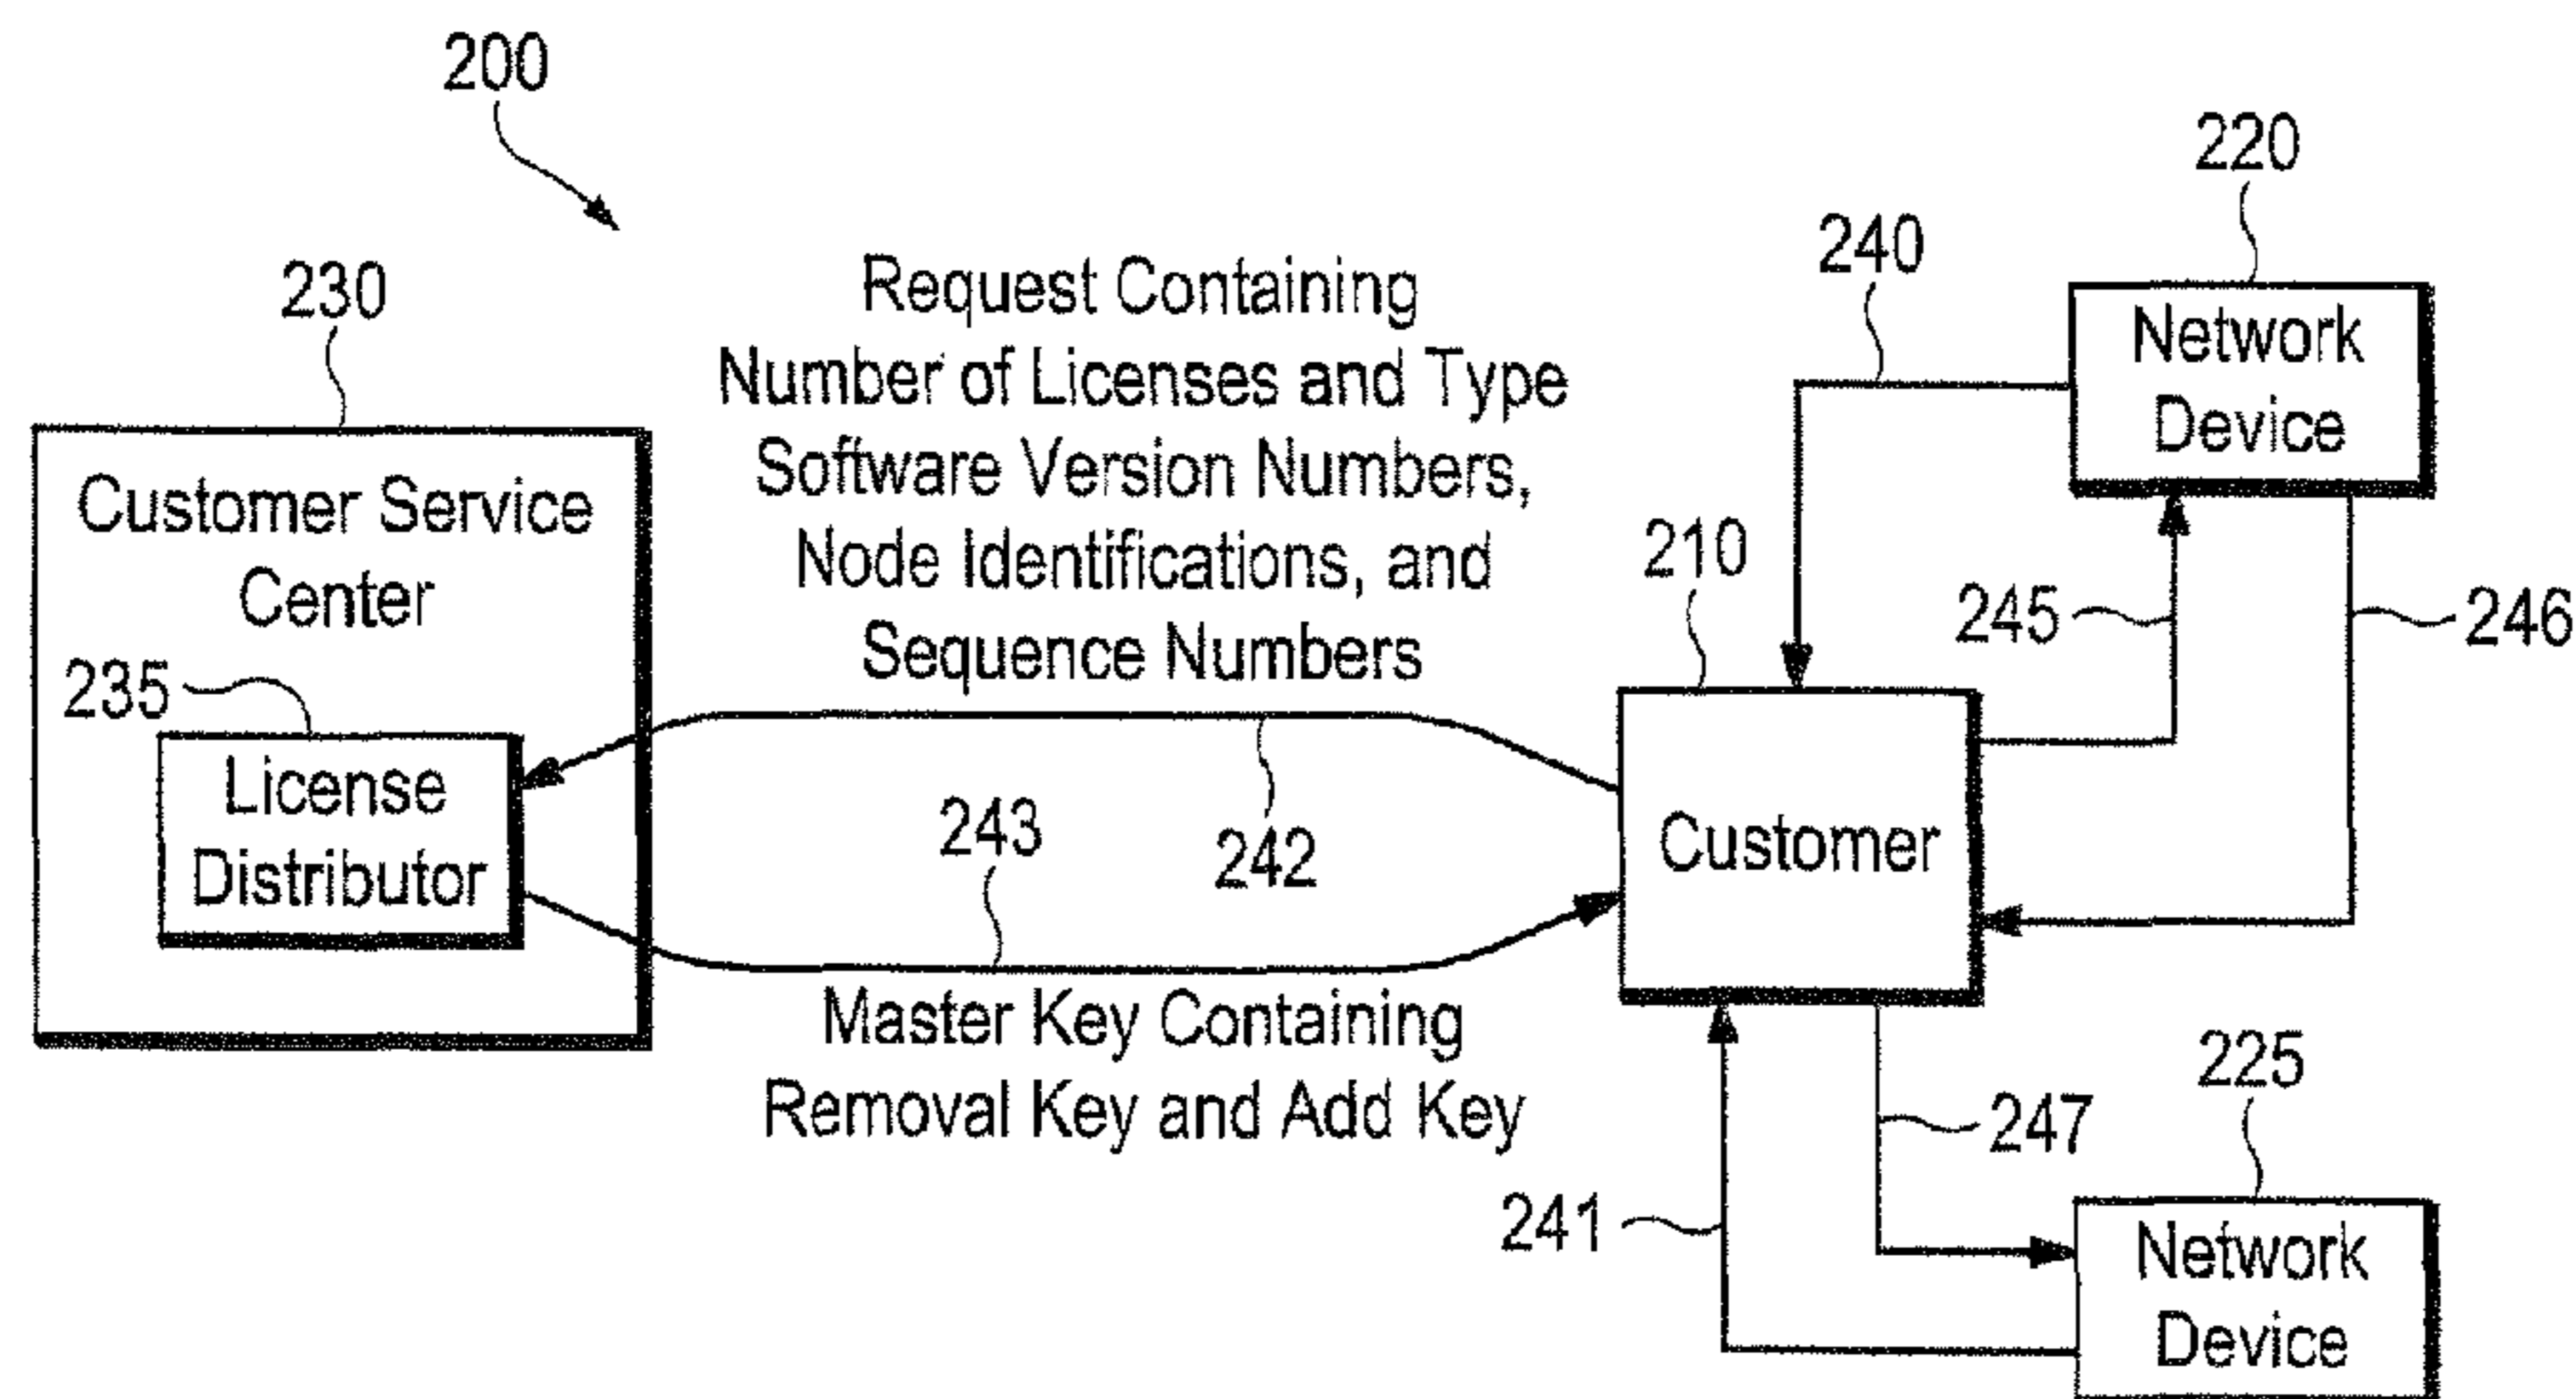 200
220
240
230
Request Containing
Number of Licenses and Type
Software Version Numbers,
Node Identifications, and
Sequence Numbers
Network
Device
Customer Service
Center
210
245
246
235
License
Distributor
243
242
Customer
Master Key Containing
Removal Key and Add Key
225
247
241
Network
Device